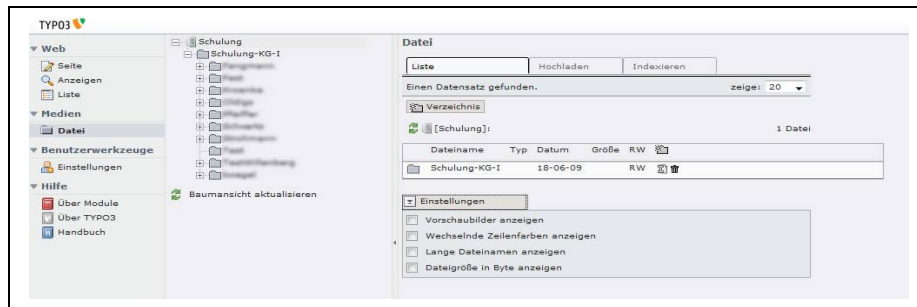 TYPO3
Web
Seite
Anzeigen
Liste
Medien
Datei
Benutzerwerkzeuge
Einstellungen
Hilfe
Über Module
Über TYPO3
Handbuch
Schulung
Schulung-KG-I
Test
Baumansicht aktualisieren
Datei
Liste Hochladen Indexieren
Einen Datensatz gefunden. zeige: 20
Verzeichnis
[Schulung]: 1 Datei
Dateiname Typ Datum Größe RW
Schulung-KG-I 18-06-09 RW
Einstellungen
Vorschaubilder anzeigen
Wechselnde Zeilenfarben anzeigen
Lange Dateinamen anzeigen
Dateigröße in Byte anzeigen